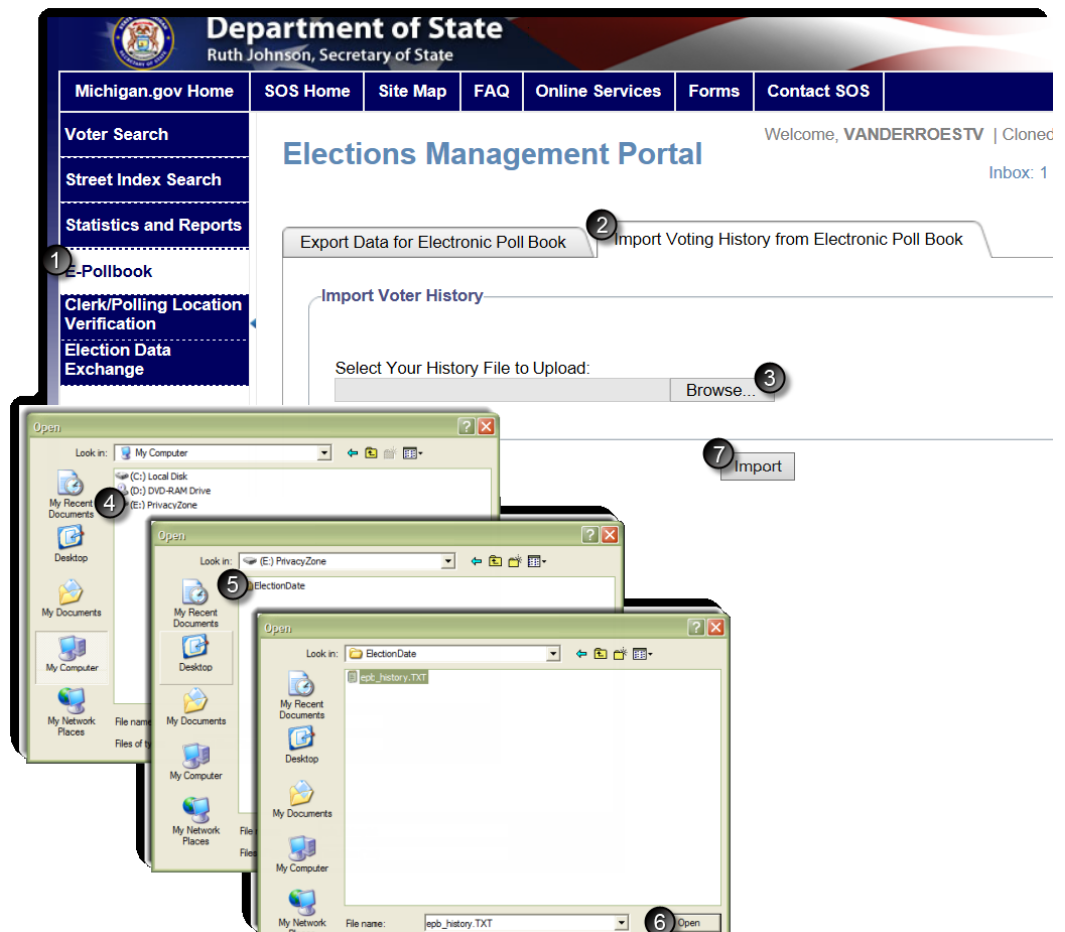 Department of State
Ruth Johnson, Secretary of State
Michigan.gov Home SOS Home Site Map FAQ Online Services Forms Contact SOS
Voter Search
Street Index Search
Statistics and Reports
1
E-Pollbook
Clerk/Polling Location
Verification
Election Data
Exchange
Welcome, VANDERROESTV | Cloned
Elections Management Portal
Inbox: 1
Export Data for Electronic Poll Book
2
Import Voting History from Electronic Poll Book
Import Voter History
Select Your History File to Upload:
Browse...
3
7
Import
Open
Look in: My Computer
(C:) Local Disk
(D:) DVD-RAM Drive
(E:) PrivacyZone
4
My Recent
Documents
Desktop
My Documents
My Computer
My Network
Places
File name
Files of ty
Open
Look in: (E:) PrivacyZone
5
ElectionDate
My Recent
Documents
Desktop
My Documents
My Computer
My Network
Places
File
Files
Open
Look in: ElectionDate
epb_history.TXT
My Recent
Documents
Desktop
My Documents
My Computer
My Network
File name: epb_history.TXT
6
Open